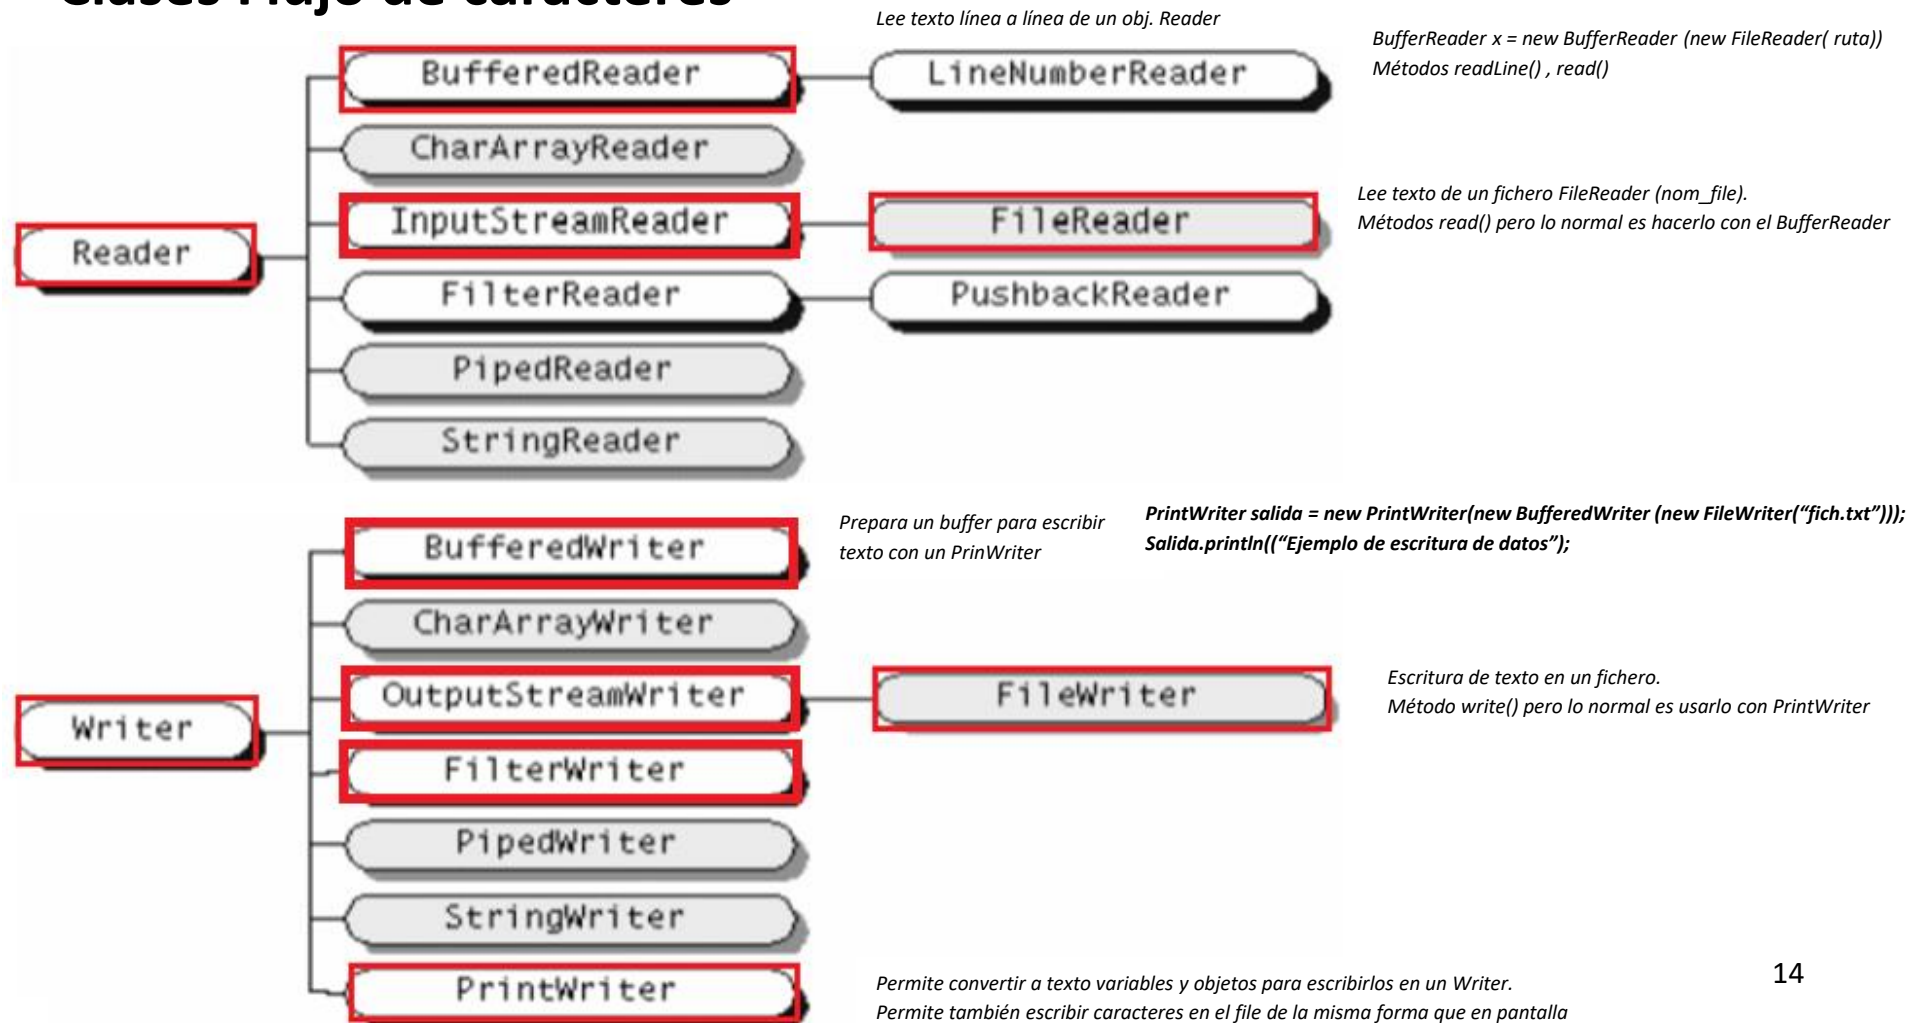 Clases Flujo de caracteres
Lee texto línea a línea de un obj. Reader
BufferReader x = new BufferReader (new FileReader( ruta))
Métodos readLine() , read()
BufferedReader
LineNumberReader
CharArrayReader
Lee texto de un fichero FileReader (nom_file).
Métodos read() pero lo normal es hacerlo con el BufferReader
InputStreamReader
FileReader
Reader
FilterReader
PushbackReader
PipedReader
StringReader
Prepara un buffer para escribir
texto con un PrinWriter
PrintWriter salida = new PrintWriter(new BufferedWriter (new FileWriter(“fich.txt”)));
Salida.println((“Ejemplo de escritura de datos”);
BufferedWriter
CharArrayWriter
OutputStreamWriter
FileWriter
Escritura de texto en un fichero.
Método write() pero lo normal es usarlo con PrintWriter
Writer
FilterWriter
PipedWriter
StringWriter
PrintWriter
Permite convertir a texto variables y objetos para escribirlos en un Writer.
Permite también escribir caracteres en el file de la misma forma que en pantalla
14